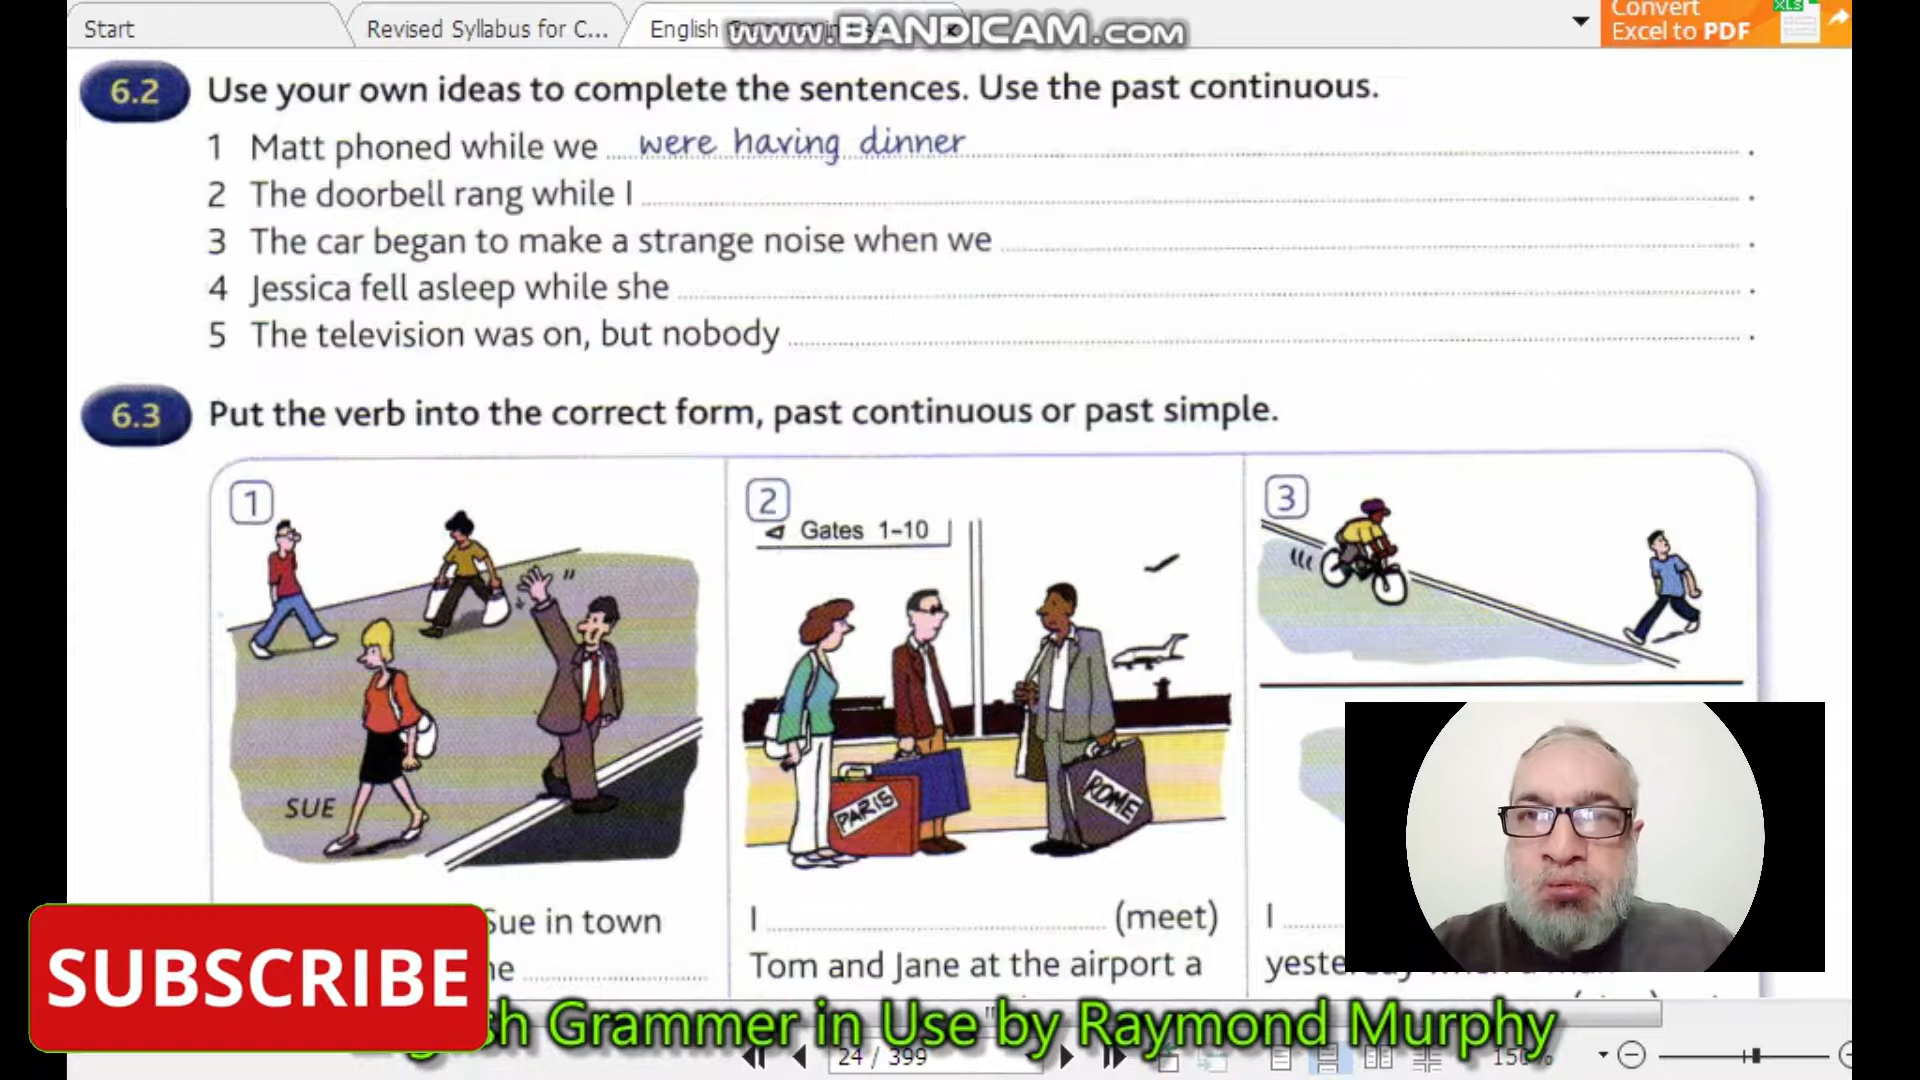 Start
Revised Syllabus for C...
English
www.BANDICAM.com
Convert
Excel to PDF
XLS
6.2 Use your own ideas to complete the sentences. Use the past continuous.
1 Matt phoned while we were having dinner .
2 The doorbell rang while I .
3 The car began to make a strange noise when we .
4 Jessica fell asleep while she .
5 The television was on, but nobody .
6.3 Put the verb into the correct form, past continuous or past simple.
1
2
3
Gates 1–10
SUE
PARIS
ROME
Sue in town
I (meet)
Tom and Jane at the airport a
I
SUBSCRIBE
Grammer in Use by Raymond Murphy
24 / 399
150%